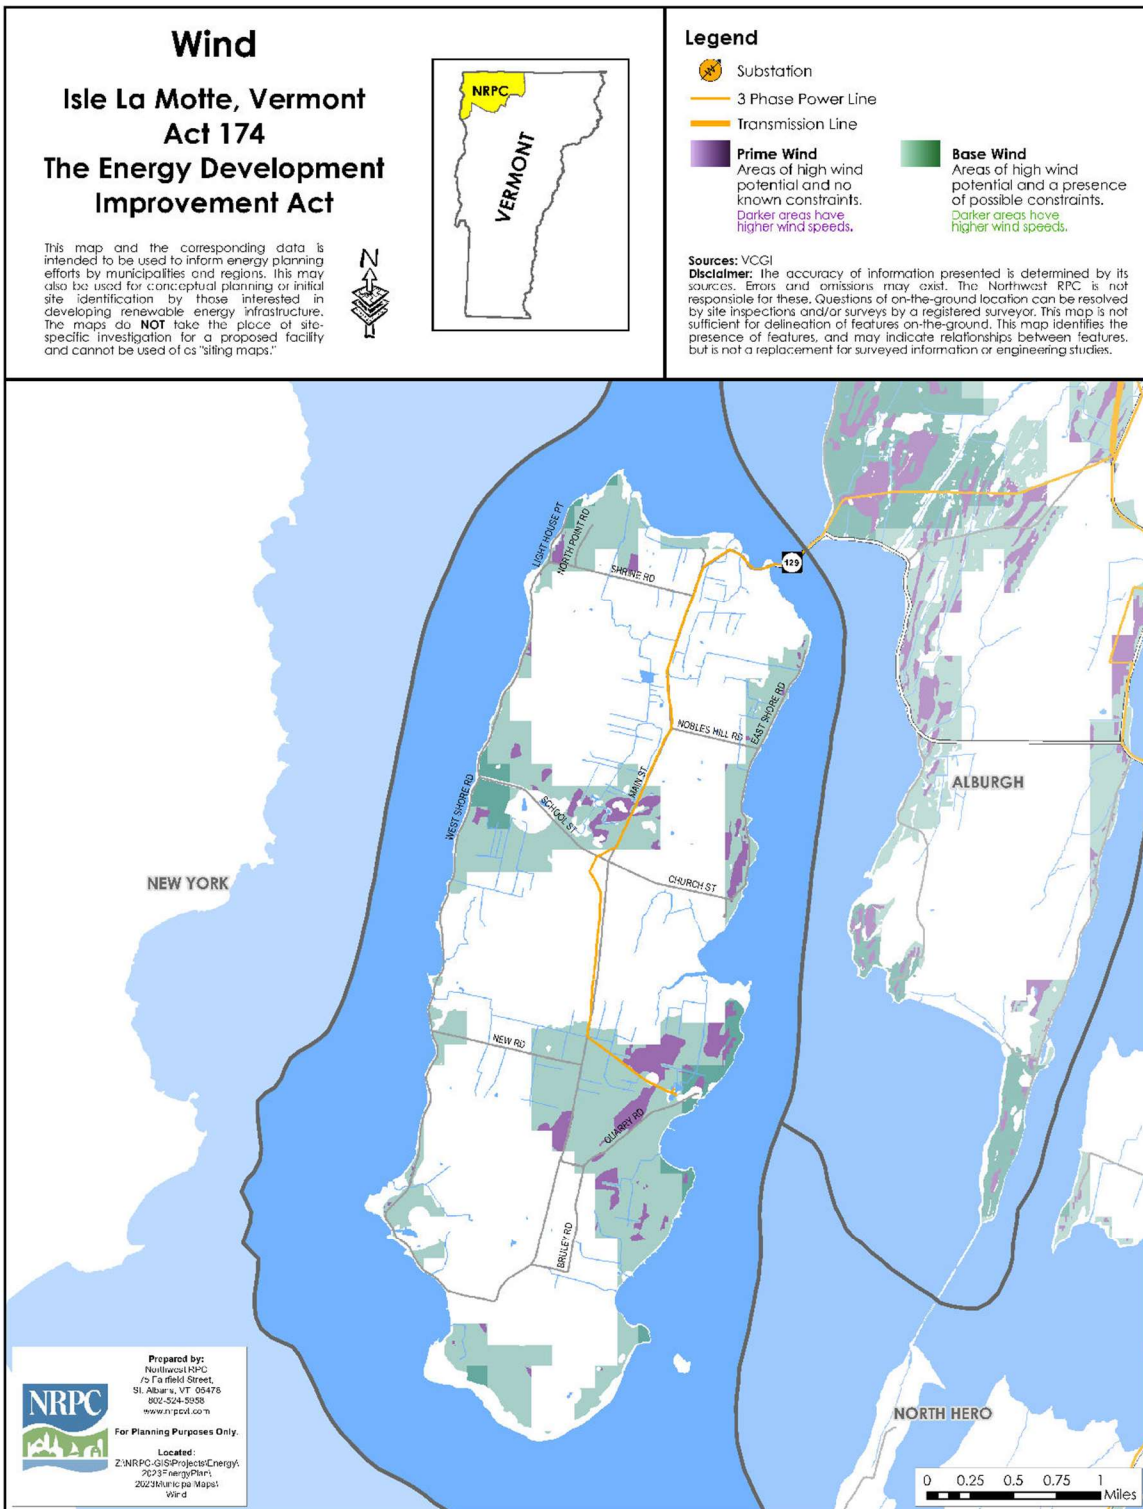 Wind
Isle La Motte, Vermont
Act 174
The Energy Development
Improvement Act
This map and the corresponding data is
intended to be used to inform energy planning
efforts by municipalities and regions. This may
also be used for conceptual planning or initial
site identification by those interested in
developing renewable energy infrastructure.
The maps do NOT take the place of site-
specific investigation for a proposed facility
and cannot be used of as "siting maps."
N
NRPC
VERMONT
Legend
Substation
3 Phase Power Line
Transmission Line
Prime Wind
Areas of high wind
potential and no
known constraints.
Darker areas have
higher wind speeds.
Base Wind
Areas of high wind
potential and a presence
of possible constraints.
Darker areas have
higher wind speeds.
Sources: VCGI
Disclaimer: The accuracy of information presented is determined by its
sources. Errors and omissions may exist. The Northwest RPC is not
responsible for these. Questions of on-the-ground location can be resolved
by site inspections and/or surveys by a registered surveyor. This map is not
sufficient for delineation of features on-the-ground. This map identifies the
presence of features, and may indicate relationships between features,
but is not a replacement for surveyed information or engineering studies.
LIGHT HOUSE PT
NORTH POINT RD
SHRINE RD
129
NOBLES HILL RD
EAST SHORE RD
MAIN ST
SCHOOL ST
WEST SHORE RD
CHURCH ST
ALBURGH
NEW YORK
NEW RD
QUARRY RD
BRULEY RD
NORTH HERO
NRPC
Prepared by:
Northwest RPC
75 Fairfield Street,
St. Albans, VT 05478
802-524-5958
www.nrpcvt.com
For Planning Purposes Only.
Located:
Z:\NRPC-GIS\Projects\Energy\
2023EnergyPlan\
2023MunicipalMaps\
Wind
0 0.25 0.5 0.75 1
Miles